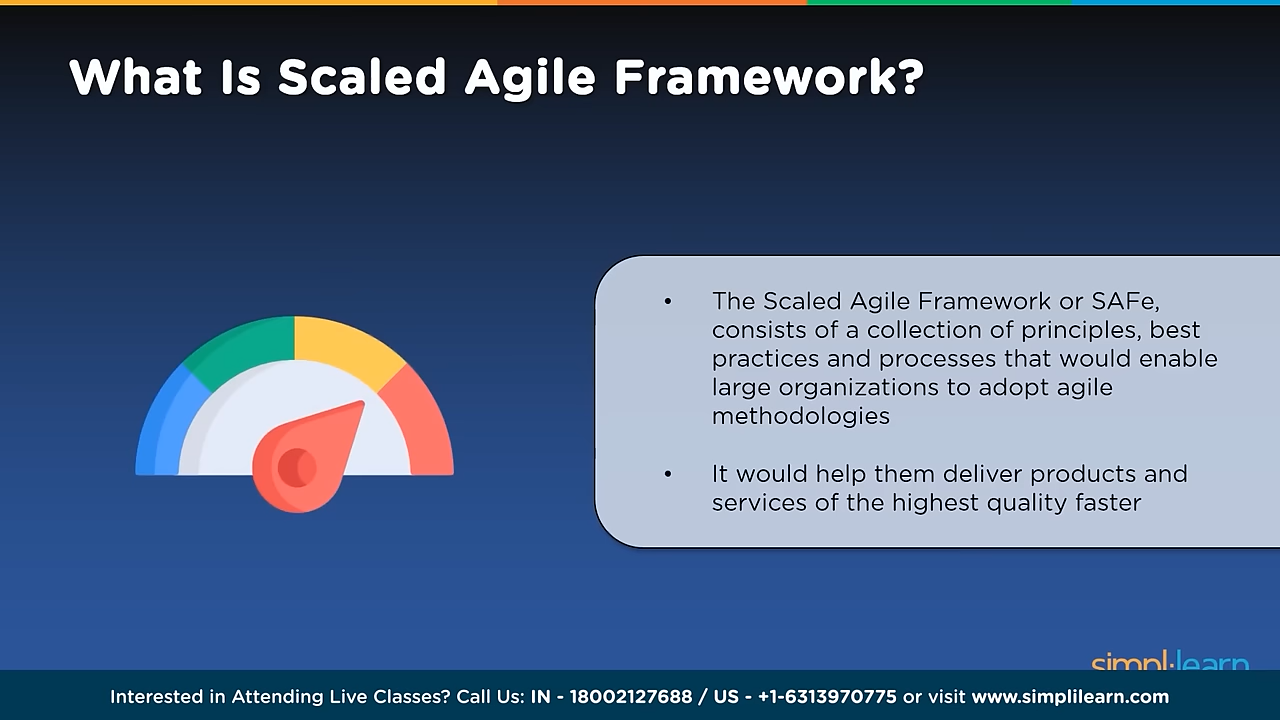 What Is Scaled Agile Framework?
• The Scaled Agile Framework or SAFe,
consists of a collection of principles, best
practices and processes that would enable
large organizations to adopt agile
methodologies
• It would help them deliver products and
services of the highest quality faster
simplilearn
Interested in Attending Live Classes? Call Us: IN - 18002127688 / US - +1-6313970775 or visit www.simplilearn.com